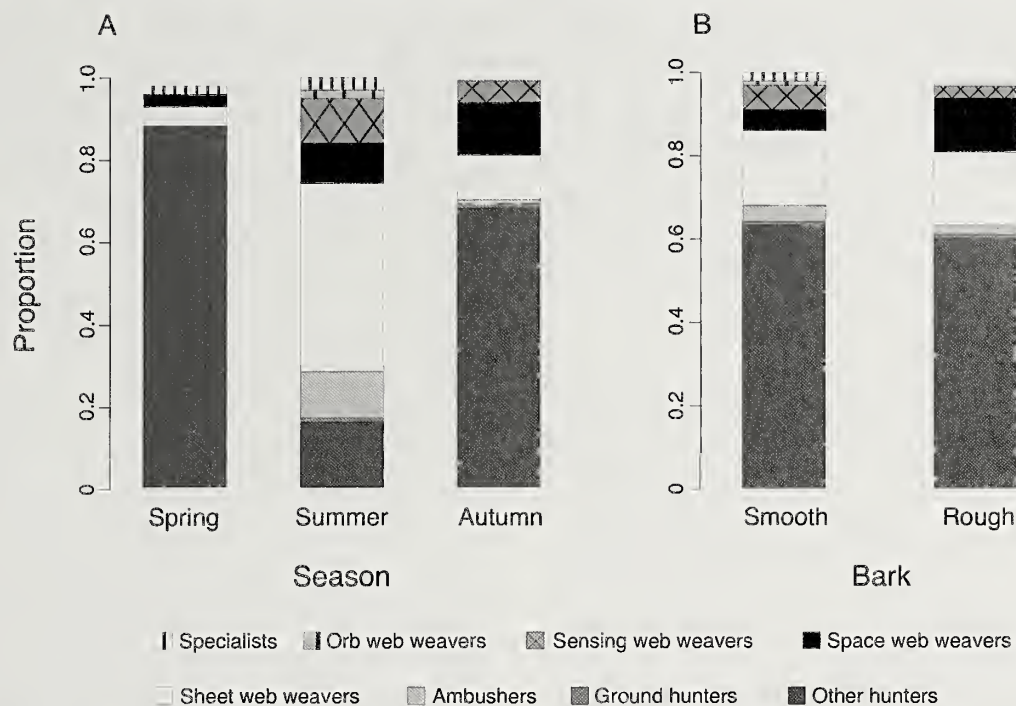 A
B
Proportion
1.0
0.8
0.6
0.4
0.2
0
1.0
0.8
0.6
0.4
0.2
0
Spring Summer Autumn
Smooth Rough
Season
Bark
Specialists Orb web weavers Sensing web weavers Space web weavers
Sheet web weavers Ambushers Ground hunters Other hunters